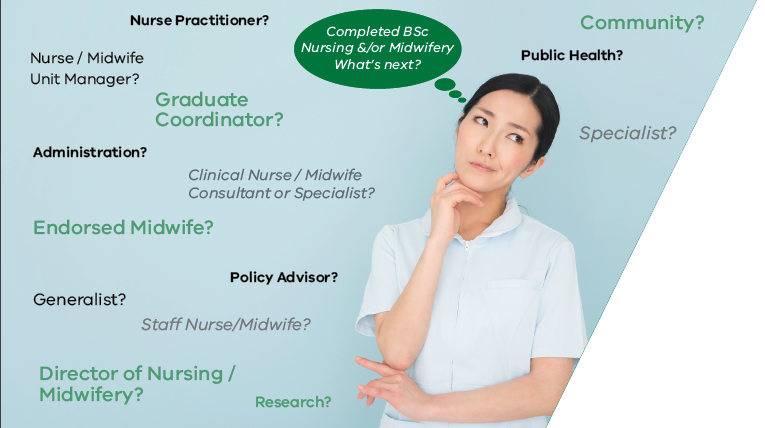 Nurse Practitioner?
Completed BSc
Nursing &/or Midwifery
What's next?
Community?
Public Health?
Nurse / Midwife
Unit Manager?
Graduate
Coordinator?
Specialist?
Administration?
Clinical Nurse / Midwife
Consultant or Specialist?
Endorsed Midwife?
Policy Advisor?
Generalist?
Staff Nurse/Midwife?
Director of Nursing /
Midwifery?
Research?